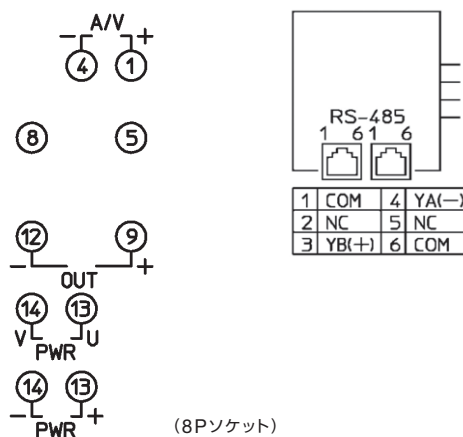 A/V
- +
4 1
8 5
12 9
- OUT +
14 13
V PWR U
14 13
- PWR +
(8Pソケット)
RS-485
1 6 1 6
1 COM 4 YA(-)
2 NC 5 NC
3 YB(+) 6 COM